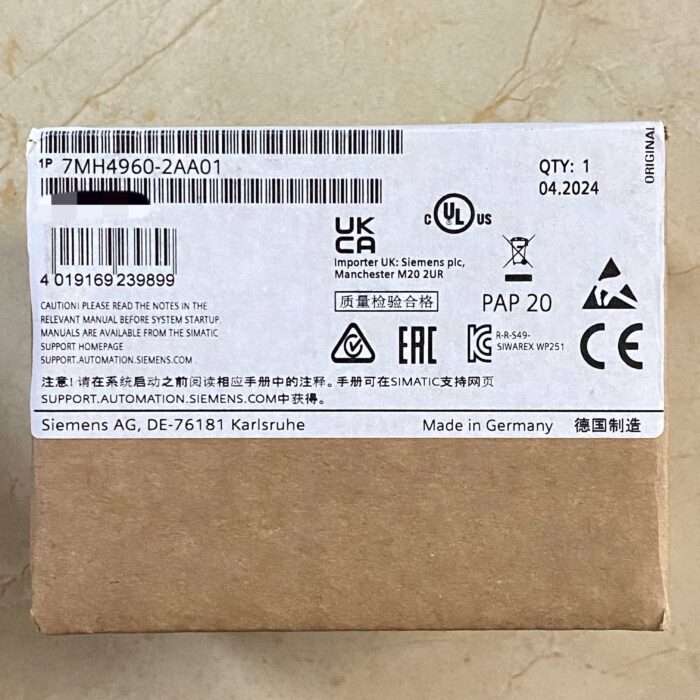 1P 7MH4960-2AA01
QTY: 1
04.2024
ORIGINAL
UK
CA
c UL US
Importer UK: Siemens plc,
Manchester M20 2UR
4 019169 239899
质量检验合格
PAP 20
CAUTION! PLEASE READ THE NOTES IN THE
RELEVANT MANUAL BEFORE SYSTEM STARTUP.
MANUALS ARE AVAILABLE FROM THE SIMATIC
SUPPORT HOMEPAGE
SUPPORT.AUTOMATION.SIEMENS.COM .
EAC
R-R-S49-
SIWAREX WP251
CE
注意! 请在系统启动之前阅读相应手册中的注释。手册可在SIMATIC支持网页
SUPPORT.AUTOMATION.SIEMENS.COM中获得。
Siemens AG, DE-76181 Karlsruhe
Made in Germany
德国制造